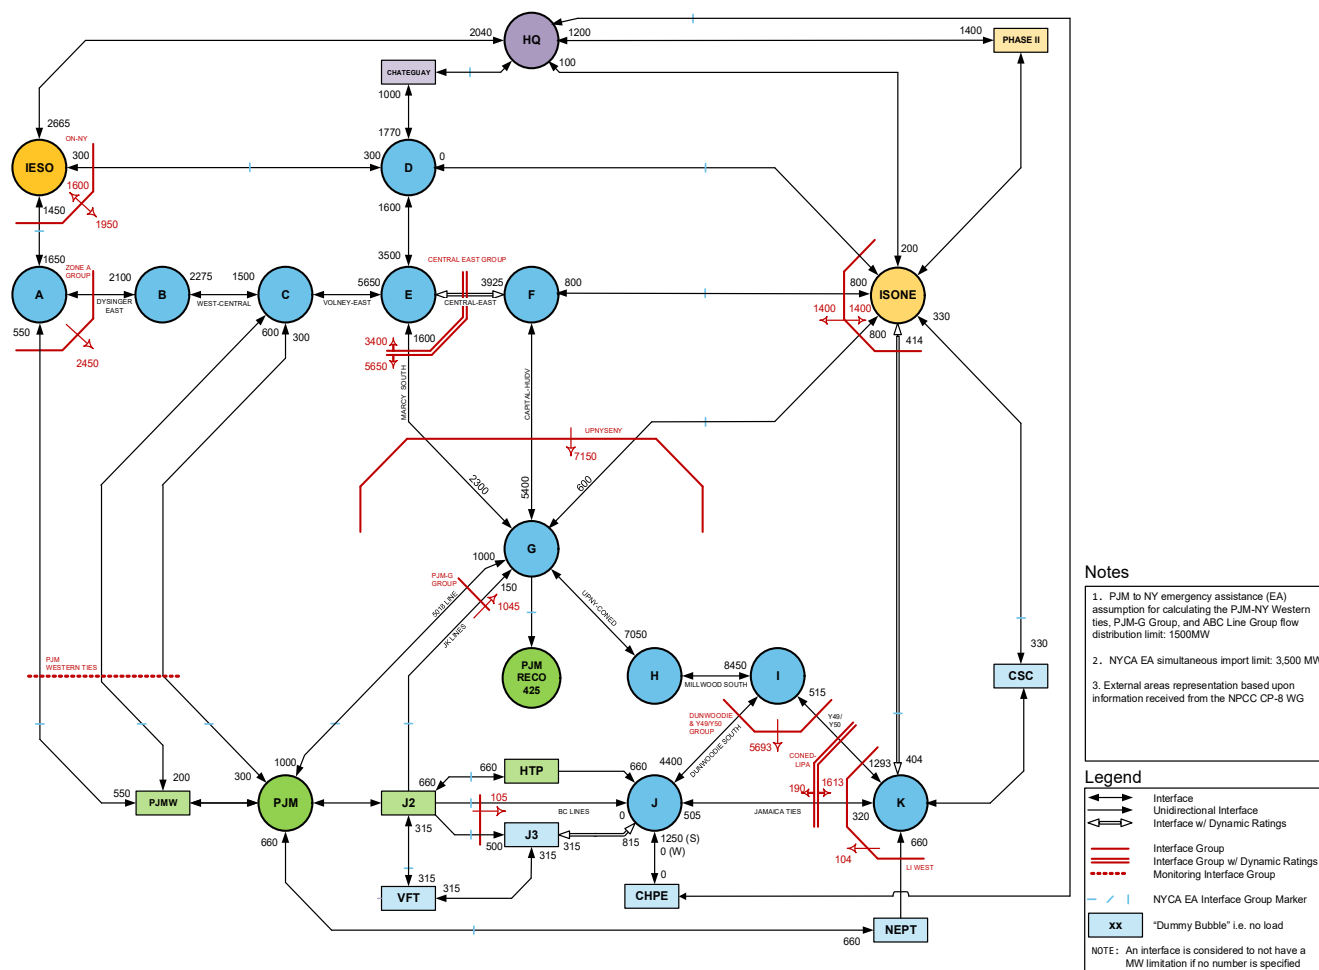 2040
HQ
1200
1400
PHASE II
100
CHATEGUAY
1000
2665
ON-NY
1770
IESO
300
300
D
0
1600
1450
1950
1600
200
1650
ZONE A
GROUP
3500
CENTRAL EAST GROUP
A
2100
DYSINGER
EAST
B
2275
WEST-CENTRAL
1500
C
VOLNEY-EAST
5650
E
3925
CENTRAL-EAST
F
800
800
ISONE
1400
1400
330
550
600
300
1600
800
414
2450
3400
5650
MARCY SOUTH
CAPITAL-HUDV
UPNYSENY
7150
2300
5400
600
G
1000
150
PJM-G
GROUP
1045
5018 LINE
JK LINES
UPNY-CONED
7050
PJM
RECO
425
H
8450
MILLWOOD SOUTH
I
515
330
CSC
PJM
WESTERN TIES
DUNWOODIE
& Y49/Y50
GROUP
DUNWOODIE SOUTH
Y49/
Y50
5693
CONED-
LIPA
4400
1293
404
550
PJMW
200
300
1000
PJM
J2
660
660
HTP
660
105
BC LINES
0
J
505
JAMAICA TIES
190
1613
320
K
315
500
J3
315
315
815
1250 (S)
0 (W)
104
LI WEST
660
660
315
VFT
315
0
CHPE
660
NEPT
Notes
1. PJM to NY emergency assistance (EA)
assumption for calculating the PJM-NY Western
ties, PJM-G Group, and ABC Line Group flow
distribution limit: 1500MW
2. NYCA EA simultaneous import limit: 3,500 MW
3. External areas representation based upon
information received from the NPCC CP-8 WG
Legend
Interface
Unidirectional Interface
Interface w/ Dynamic Ratings
Interface Group
Interface Group w/ Dynamic Ratings
Monitoring Interface Group
NYCA EA Interface Group Marker
xx
“Dummy Bubble” i.e. no load
NOTE: An interface is considered to not have a
MW limitation if no number is specified